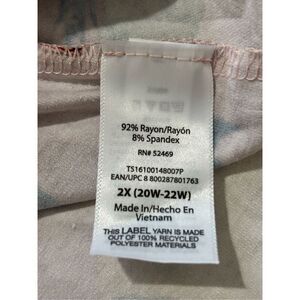 92% Rayon/Rayón
8% Spandex
RN# 52469
TS16100148007P
EAN/UPC 8 800287801763
2X (20W-22W)
Made In/Hecho En
Vietnam
THIS LABEL YARN IS MADE
OUT OF 100% RECYCLED
POLYESTER MATERIALS